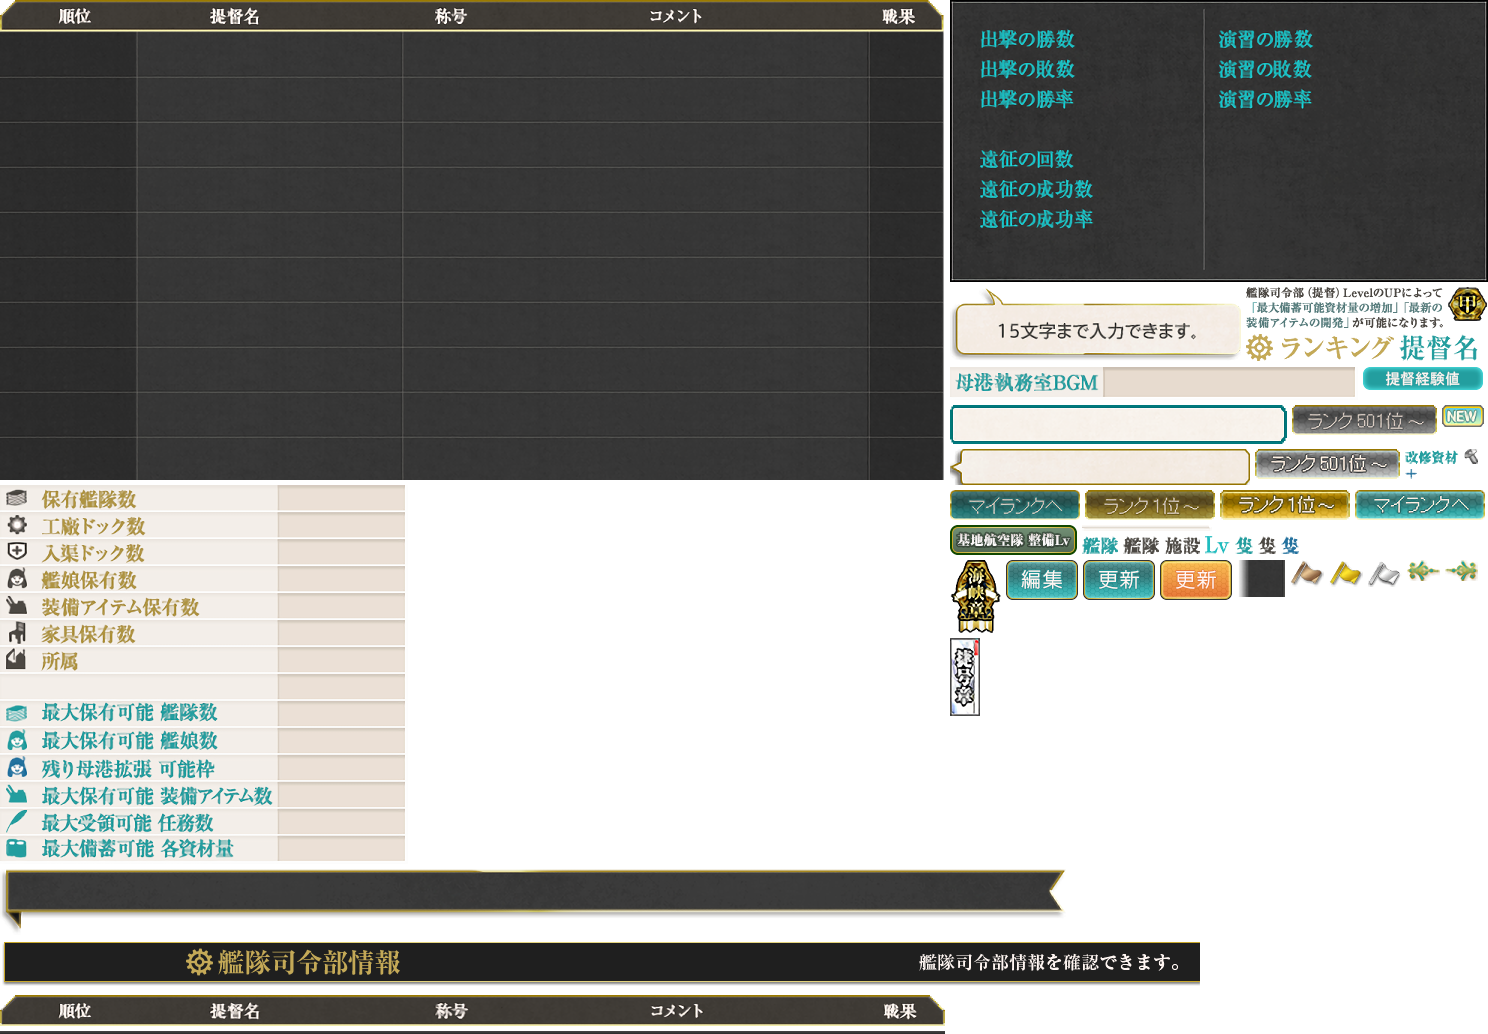 順位 提督名 称号 コメント 戦果
出撃の勝数
出撃の敗数
出撃の勝率
遠征の回数
遠征の成功数
遠征の成功率
演習の勝数
演習の敗数
演習の勝率
15文字まで入力できます。
艦隊司令部(提督)LevelのUPによって
「最大備蓄可能資材量の増加」「最新の
装備アイテムの開発」が可能になります。
甲
ランキング 提督名
母港執務室BGM
提督経験値
ランク501位～
NEW
ランク501位～
改修資材
+
マイランクへ
ランク1位～
ランク1位～
マイランクへ
基地航空隊 整備Lv
艦隊 艦隊 施設 Lv 隻 隻 隻
編集
更新
更新
保有艦隊数
工廠ドック数
入渠ドック数
艦娘保有数
装備アイテム保有数
家具保有数
所属
最大保有可能 艦隊数
最大保有可能 艦娘数
残り母港拡張 可能枠
最大保有可能 装備アイテム数
最大受領可能 任務数
最大備蓄可能 各資材量
艦隊司令部情報
艦隊司令部情報を確認できます。
順位 提督名 称号 コメント 戦果